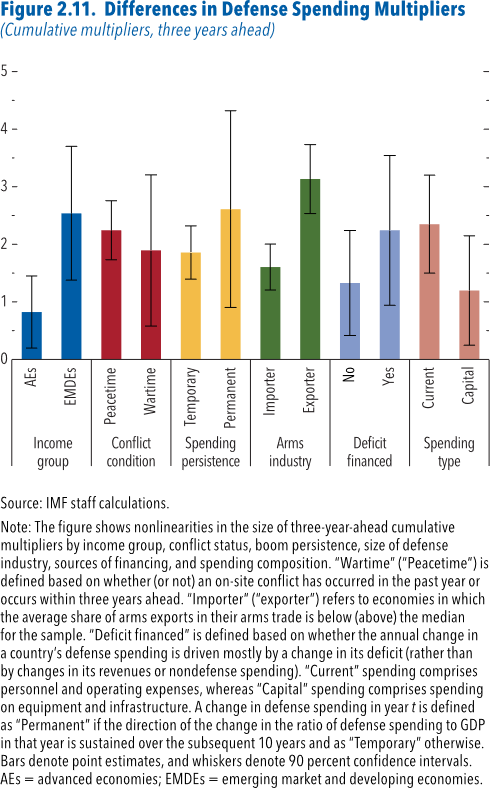 Figure 2.11. Differences in Defense Spending Multipliers
(Cumulative multipliers, three years ahead)
5
4
3
2
1
0
AEs
EMDEs
Peacetime
Wartime
Temporary
Permanent
Importer
Exporter
No
Yes
Current
Capital
Income
group
Conflict
condition
Spending
persistence
Arms
industry
Deficit
financed
Spending
type
Source: IMF staff calculations.
Note: The figure shows nonlinearities in the size of three-year-ahead cumulative
multipliers by income group, conflict status, boom persistence, size of defense
industry, sources of financing, and spending composition. “Wartime” (“Peacetime”) is
defined based on whether (or not) an on-site conflict has occurred in the past year or
occurs within three years ahead. “Importer” (“exporter”) refers to economies in which
the average share of arms exports in their arms trade is below (above) the median
for the sample. “Deficit financed” is defined based on whether the annual change in
a country’s defense spending is driven mostly by a change in its deficit (rather than
by changes in its revenues or nondefense spending). “Current” spending comprises
personnel and operating expenses, whereas “Capital” spending comprises spending
on equipment and infrastructure. A change in defense spending in year t is defined
as “Permanent” if the direction of the change in the ratio of defense spending to GDP
in that year is sustained over the subsequent 10 years and as “Temporary” otherwise.
Bars denote point estimates, and whiskers denote 90 percent confidence intervals.
AEs = advanced economies; EMDEs = emerging market and developing economies.